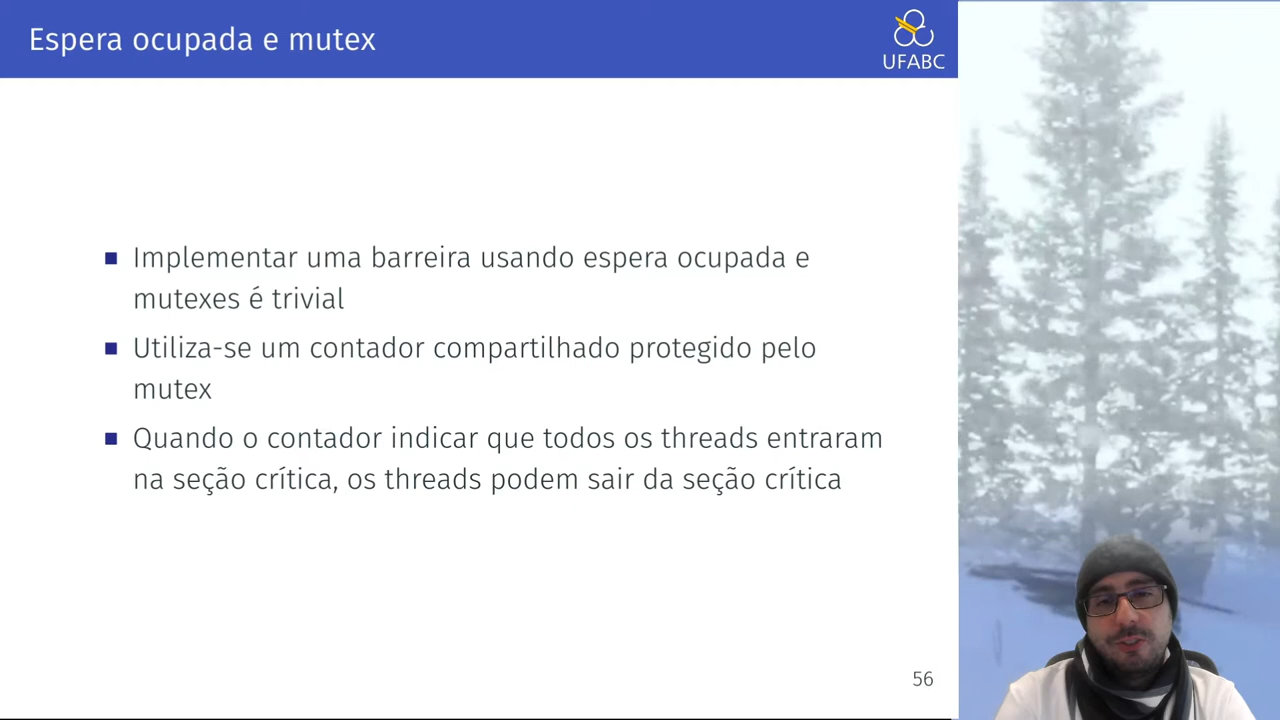 Espera ocupada e mutex
UFABC
Implementar uma barreira usando espera ocupada e
mutexes é trivial
Utiliza-se um contador compartilhado protegido pelo
mutex
Quando o contador indicar que todos os threads entraram
na seção crítica, os threads podem sair da seção crítica
56